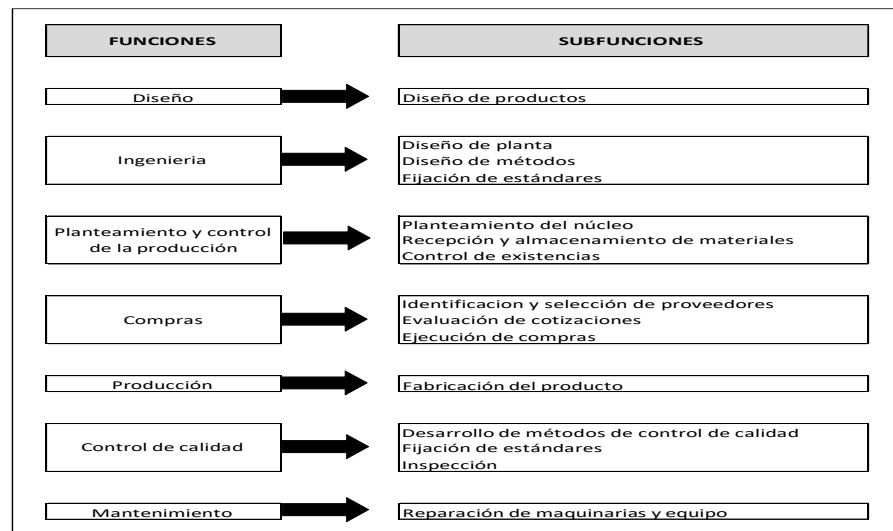 FUNCIONES
SUBFUNCIONES
Diseño
Diseño de productos
Ingenieria
Diseño de planta
Diseño de métodos
Fijación de estándares
Planteamiento y control
de la producción
Planteamiento del núcleo
Recepción y almacenamiento de materiales
Control de existencias
Compras
Identificacion y selección de proveedores
Evaluación de cotizaciones
Ejecución de compras
Producción
Fabricación del producto
Control de calidad
Desarrollo de métodos de control de calidad
Fijación de estándares
Inspección
Mantenimiento
Reparación de maquinarias y equipo